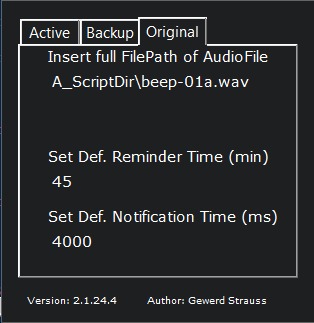 Active Backup Original
Insert full FilePath of AudioFile
A_ScriptDir\beep-01a.wav
Set Def. Reminder Time (min)
45
Set Def. Notification Time (ms)
4000
Version: 2.1.24.4 Author: Gewerd Strauss